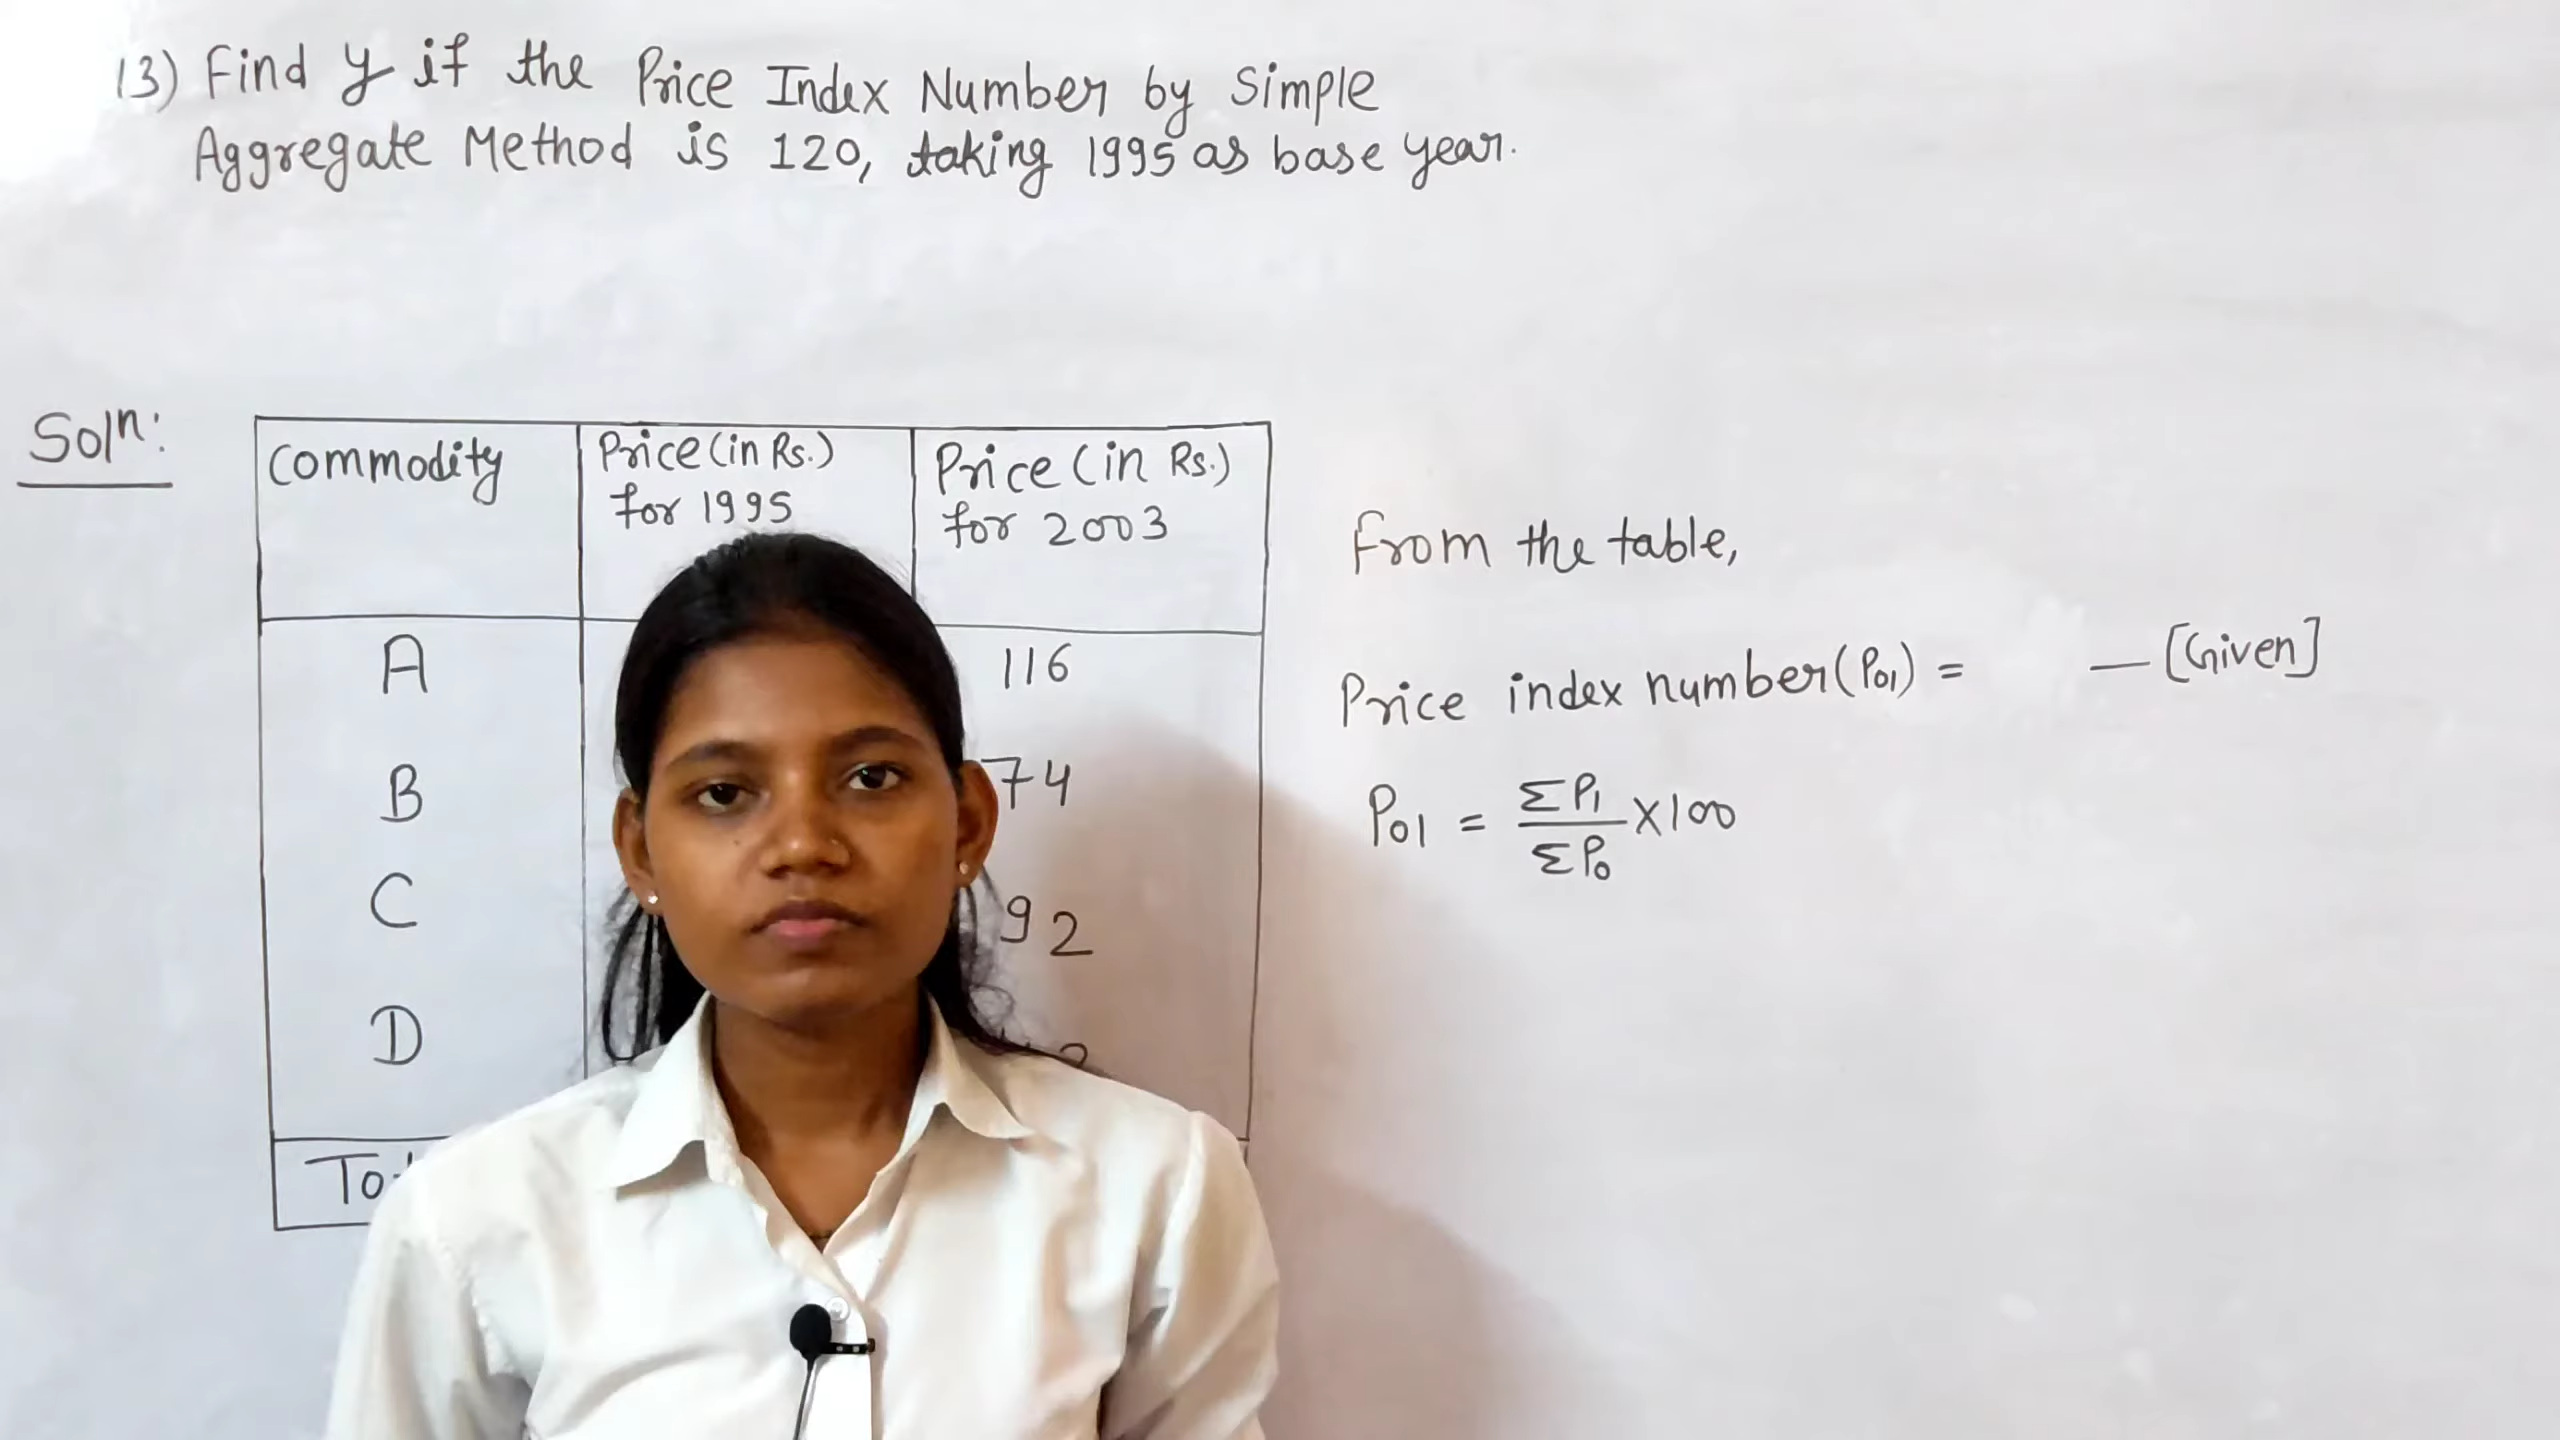 13) Find y if the Price Index Number by Simple
Aggregate Method is 120, taking 1995 as base year.
Soln:
Commodity
Price (in Rs.)
for 1995
Price (in Rs.)
for 2003
A
116
B
74
C
92
D
From the table,
Price index number (P01) = — [Given]
P01 = ΣP1
ΣP0
×100